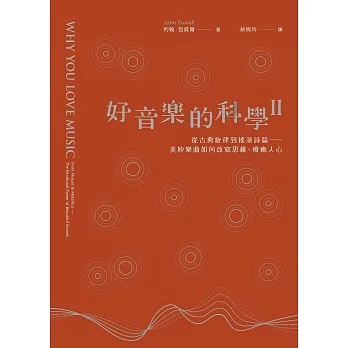 John Powell
約翰・包威爾 著 柴婉玲 譯
WHY YOU LOVE MUSIC
From Mozart to Metallica—
The Emotional Power of Beautiful Sounds
好音樂的科學II
從古典旋律到搖滾詩篇——
美妙樂曲如何改寫思維、療癒人心